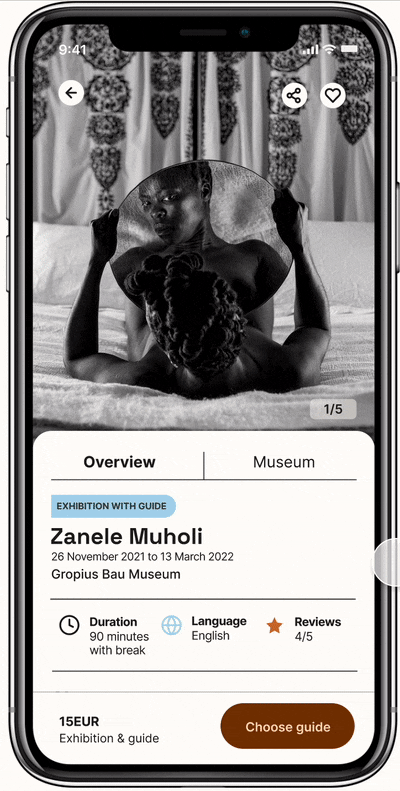 9:41
1/5
Overview
Museum
EXHIBITION WITH GUIDE
Zanele Muholi
26 November 2021 to 13 March 2022
Gropius Bau Museum
Duration
90 minutes
with break
Language
English
Reviews
4/5
15EUR
Exhibition & guide
Choose guide